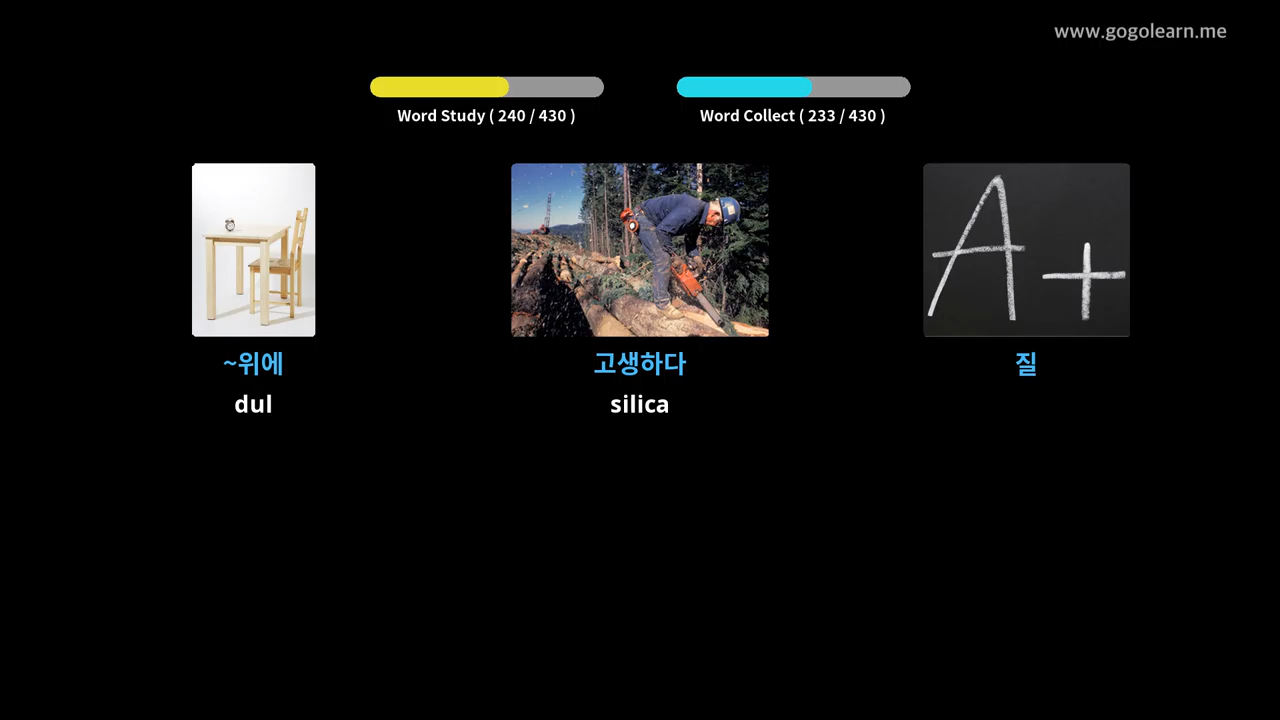 www.gogolearn.me
Word Study ( 240 / 430 )
Word Collect ( 233 / 430 )
A+
~위에
고생하다
질
dul
silica